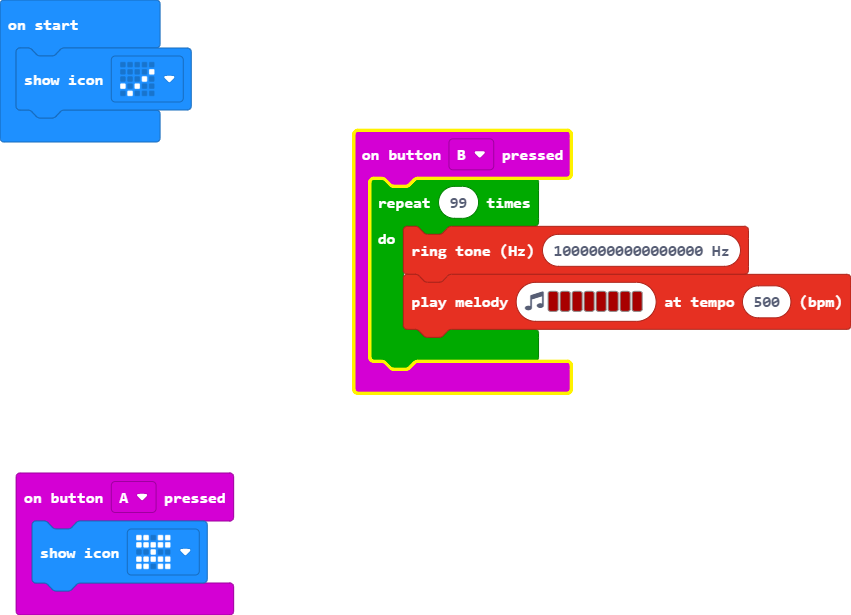 on start
show icon
on button B pressed
repeat 99 times
do
ring tone (Hz) 10000000000000000 Hz
play melody at tempo 500 (bpm)
on button A pressed
show icon